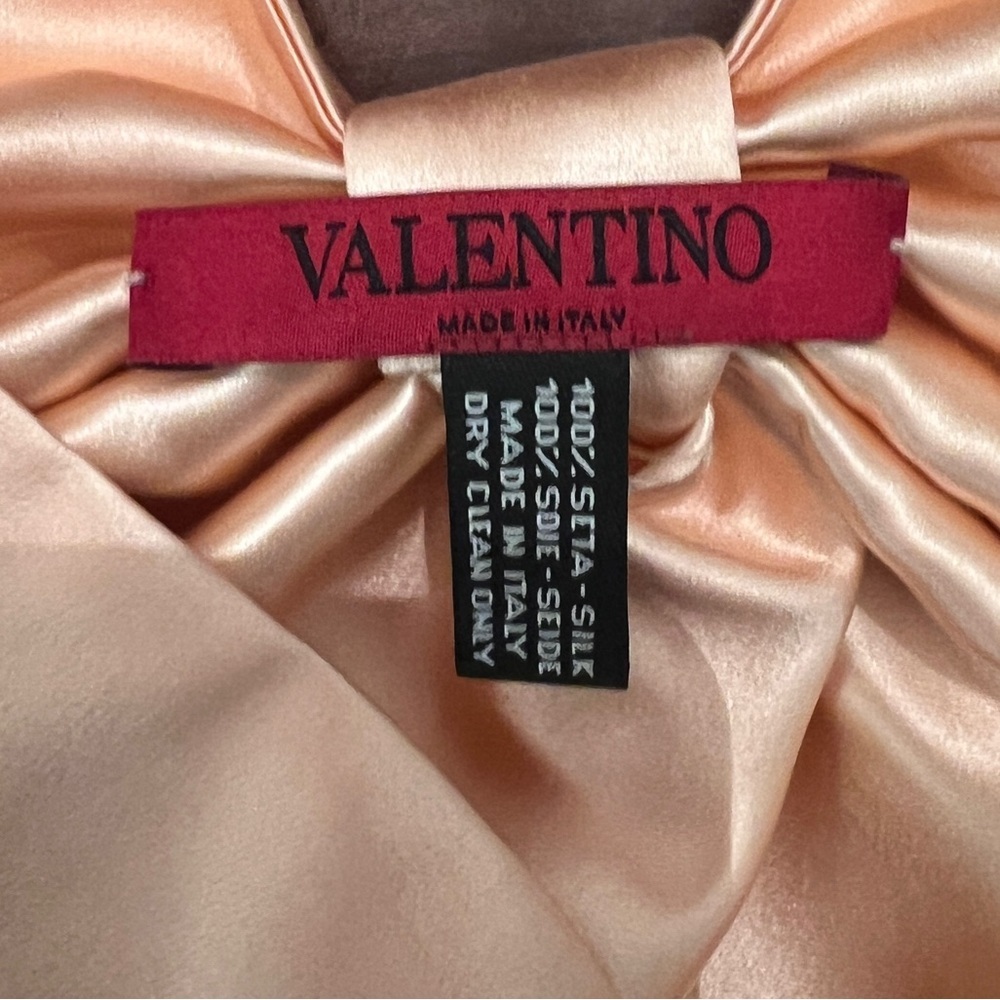 VALENTINO
MADE IN ITALY
100% SETA - SILK
100% SOIE - SEIDE
MADE IN ITALY
DRY CLEAN ONLY